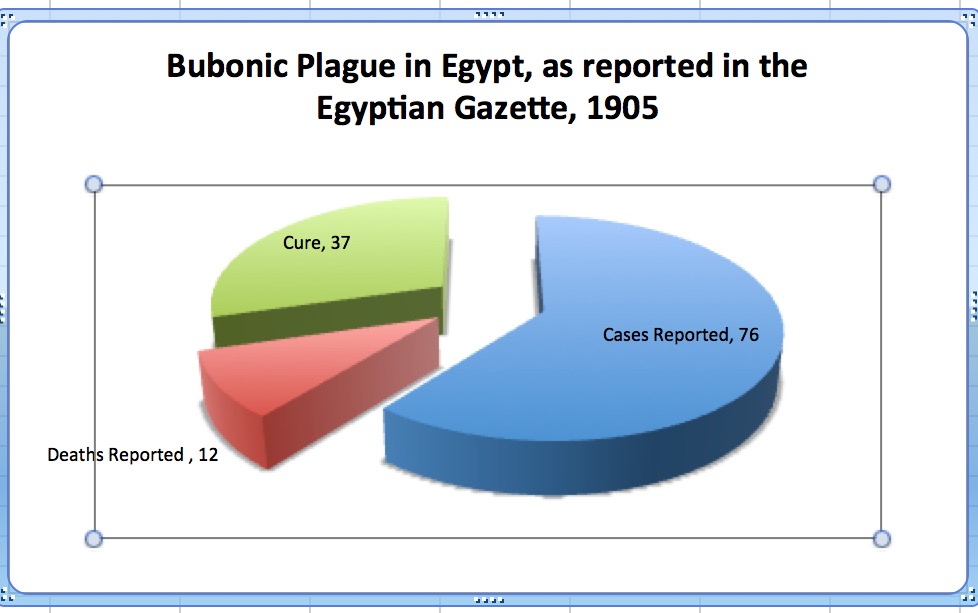 Bubonic Plague in Egypt, as reported in the
Egyptian Gazette, 1905
Cure, 37
Cases Reported, 76
Deaths Reported , 12